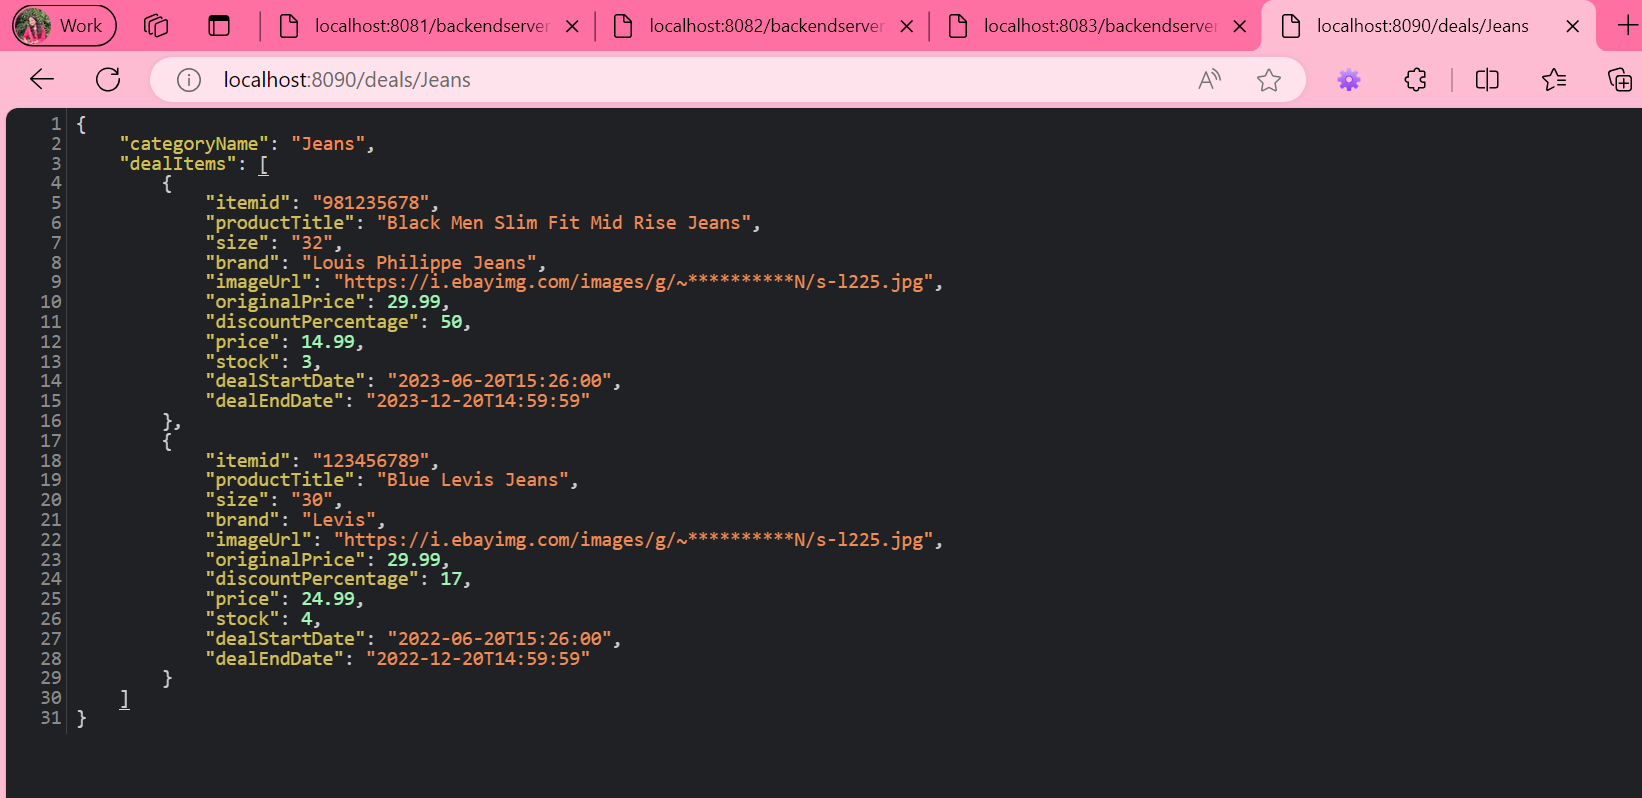 Work
localhost:8081/backendserver
localhost:8082/backendserver
localhost:8083/backendserver
localhost:8090/deals/Jeans
localhost:8090/deals/Jeans
1 {
2     "categoryName": "Jeans",
3     "dealItems": [
4         {
5             "itemid": "981235678",
6             "productTitle": "Black Men Slim Fit Mid Rise Jeans",
7             "size": "32",
8             "brand": "Louis Philippe Jeans",
9             "imageUrl": "https://i.ebayimg.com/images/g/~**********N/s-l225.jpg",
10             "originalPrice": 29.99,
11             "discountPercentage": 50,
12             "price": 14.99,
13             "stock": 3,
14             "dealStartDate": "2023-06-20T15:26:00",
15             "dealEndDate": "2023-12-20T14:59:59"
16         },
17         {
18             "itemid": "123456789",
19             "productTitle": "Blue Levis Jeans",
20             "size": "30",
21             "brand": "Levis",
22             "imageUrl": "https://i.ebayimg.com/images/g/~**********N/s-l225.jpg",
23             "originalPrice": 29.99,
24             "discountPercentage": 17,
25             "price": 24.99,
26             "stock": 4,
27             "dealStartDate": "2022-06-20T15:26:00",
28             "dealEndDate": "2022-12-20T14:59:59"
29         }
30     ]
31 }